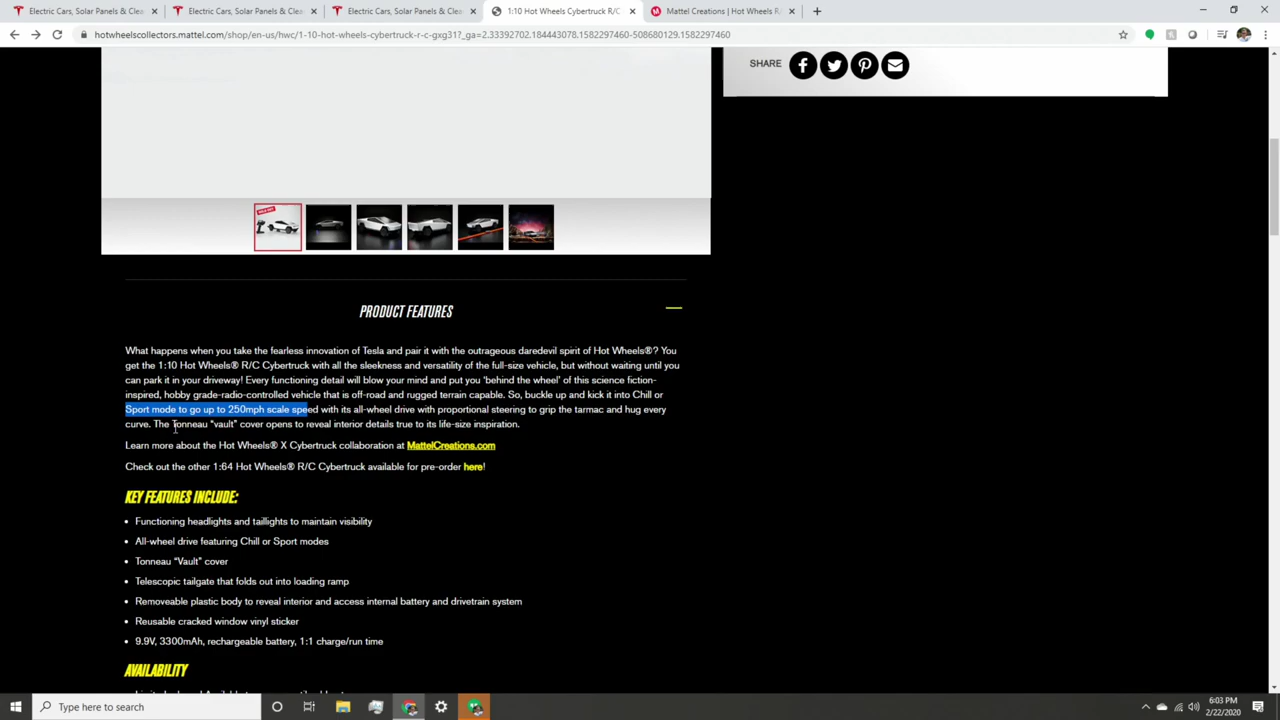 Electric Cars, Solar Panels & Clea
Electric Cars, Solar Panels & Clea
Electric Cars, Solar Panels & Clea
1:10 Hot Wheels Cybertruck R/C
Mattel Creations | Hot Wheels R/
hotwheelscollectors.mattel.com/shop/en-us/hwc/1-10-hot-wheels-cybertruck-r-c-gxg31?_ga=2.33392702.184443078.1582297460-508680129.1582297460
SHARE
PRODUCT FEATURES
What happens when you take the fearless innovation of Tesla and pair it with the outrageous daredevil spirit of Hot Wheels®? You
get the 1:10 Hot Wheels® R/C Cybertruck with all the sleekness and versatility of the full-size vehicle, but without waiting until you
can park it in your driveway! Every functioning detail will blow your mind and put you 'behind the wheel' of this science fiction-
inspired, hobby grade-radio-controlled vehicle that is off-road and rugged terrain capable. So, buckle up and kick it into Chill or
Sport mode to go up to 250mph scale speed with its all-wheel drive with proportional steering to grip the tarmac and hug every
curve. The Tonneau "vault" cover opens to reveal interior details true to its life-size inspiration.
Learn more about the Hot Wheels® X Cybertruck collaboration at MattelCreations.com
Check out the other 1:64 Hot Wheels® R/C Cybertruck available for pre-order here!
KEY FEATURES INCLUDE:
• Functioning headlights and taillights to maintain visibility
• All-wheel drive featuring Chill or Sport modes
• Tonneau "Vault" cover
• Telescopic tailgate that folds out into loading ramp
• Removeable plastic body to reveal interior and access internal battery and drivetrain system
• Reusable cracked window vinyl sticker
• 9.9V, 3300mAh, rechargeable battery, 1:1 charge/run time
AVAILABILITY
Type here to search
6:03 PM
2/22/2020